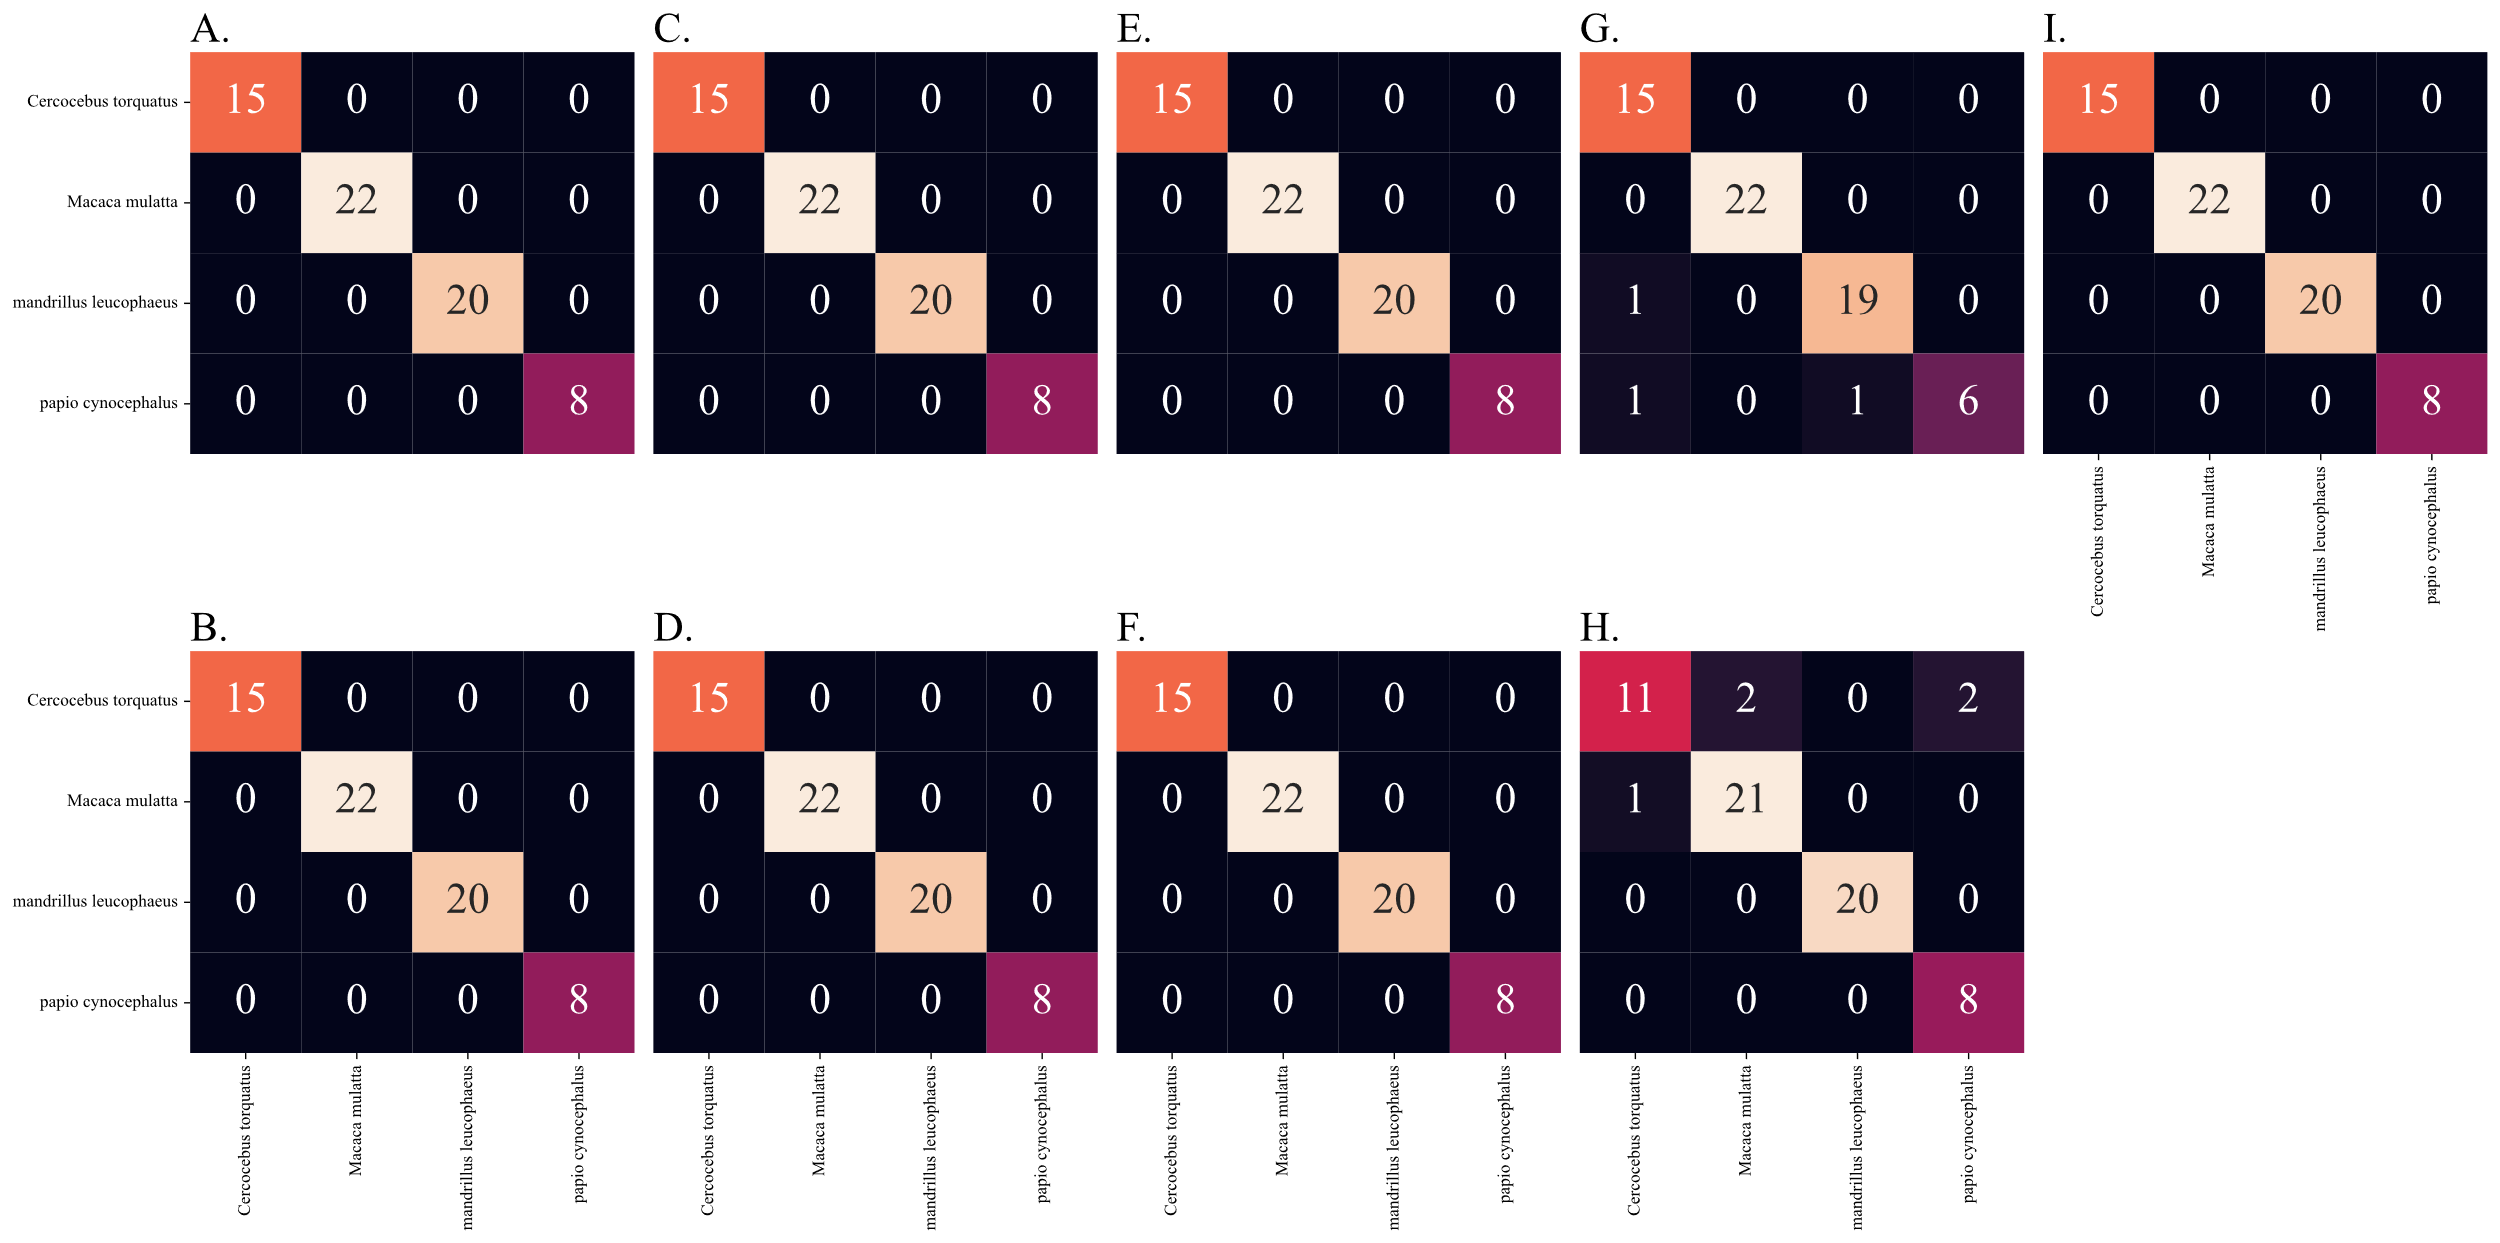 A. C. E. G. I.
Cercocebus torquatus 15 0 0 0 15 0 0 0 15 0 0 0 15 0 0 0 15 0 0 0
Macaca mulatta 0 22 0 0 0 22 0 0 0 22 0 0 0 22 0 0 0 22 0 0
mandrillus leucophaeus 0 0 20 0 0 0 20 0 0 0 20 0 1 0 19 0 0 0 20 0
papio cynocephalus 0 0 0 8 0 0 0 8 0 0 0 8 1 0 1 6 0 0 0 8
Cercocebus torquatus Macaca mulatta mandrillus leucophaeus papio cynocephalus
B. D. F. H.
Cercocebus torquatus 15 0 0 0 15 0 0 0 15 0 0 0 11 2 0 2
Macaca mulatta 0 22 0 0 0 22 0 0 0 22 0 0 1 21 0 0
mandrillus leucophaeus 0 0 20 0 0 0 20 0 0 0 20 0 0 0 20 0
papio cynocephalus 0 0 0 8 0 0 0 8 0 0 0 8 0 0 0 8
Cercocebus torquatus Macaca mulatta mandrillus leucophaeus papio cynocephalus Cercocebus torquatus Macaca mulatta mandrillus leucophaeus papio cynocephalus Cercocebus torquatus Macaca mulatta mandrillus leucophaeus papio cynocephalus Cercocebus torquatus Macaca mulatta mandrillus leucophaeus papio cynocephalus